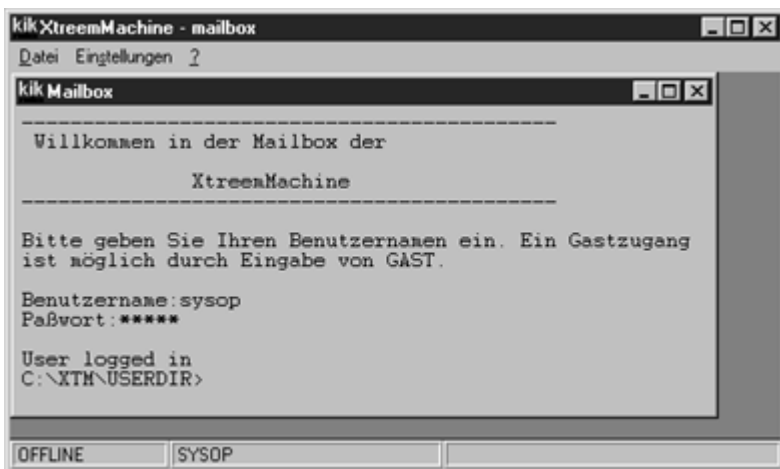 kik XtreemMachine - mailbox
Datei Einstellungen ?
kik Mailbox
------------------------------------------------
Willkommen in der Mailbox der
XtreemMachine
------------------------------------------------
Bitte geben Sie Ihren Benutzernamen ein. Ein Gastzugang
ist möglich durch Eingabe von GAST.
Benutzername:sysop
Paßwort:*****
User logged in
C:\XTM\USERDIR>
OFFLINE SYSOP